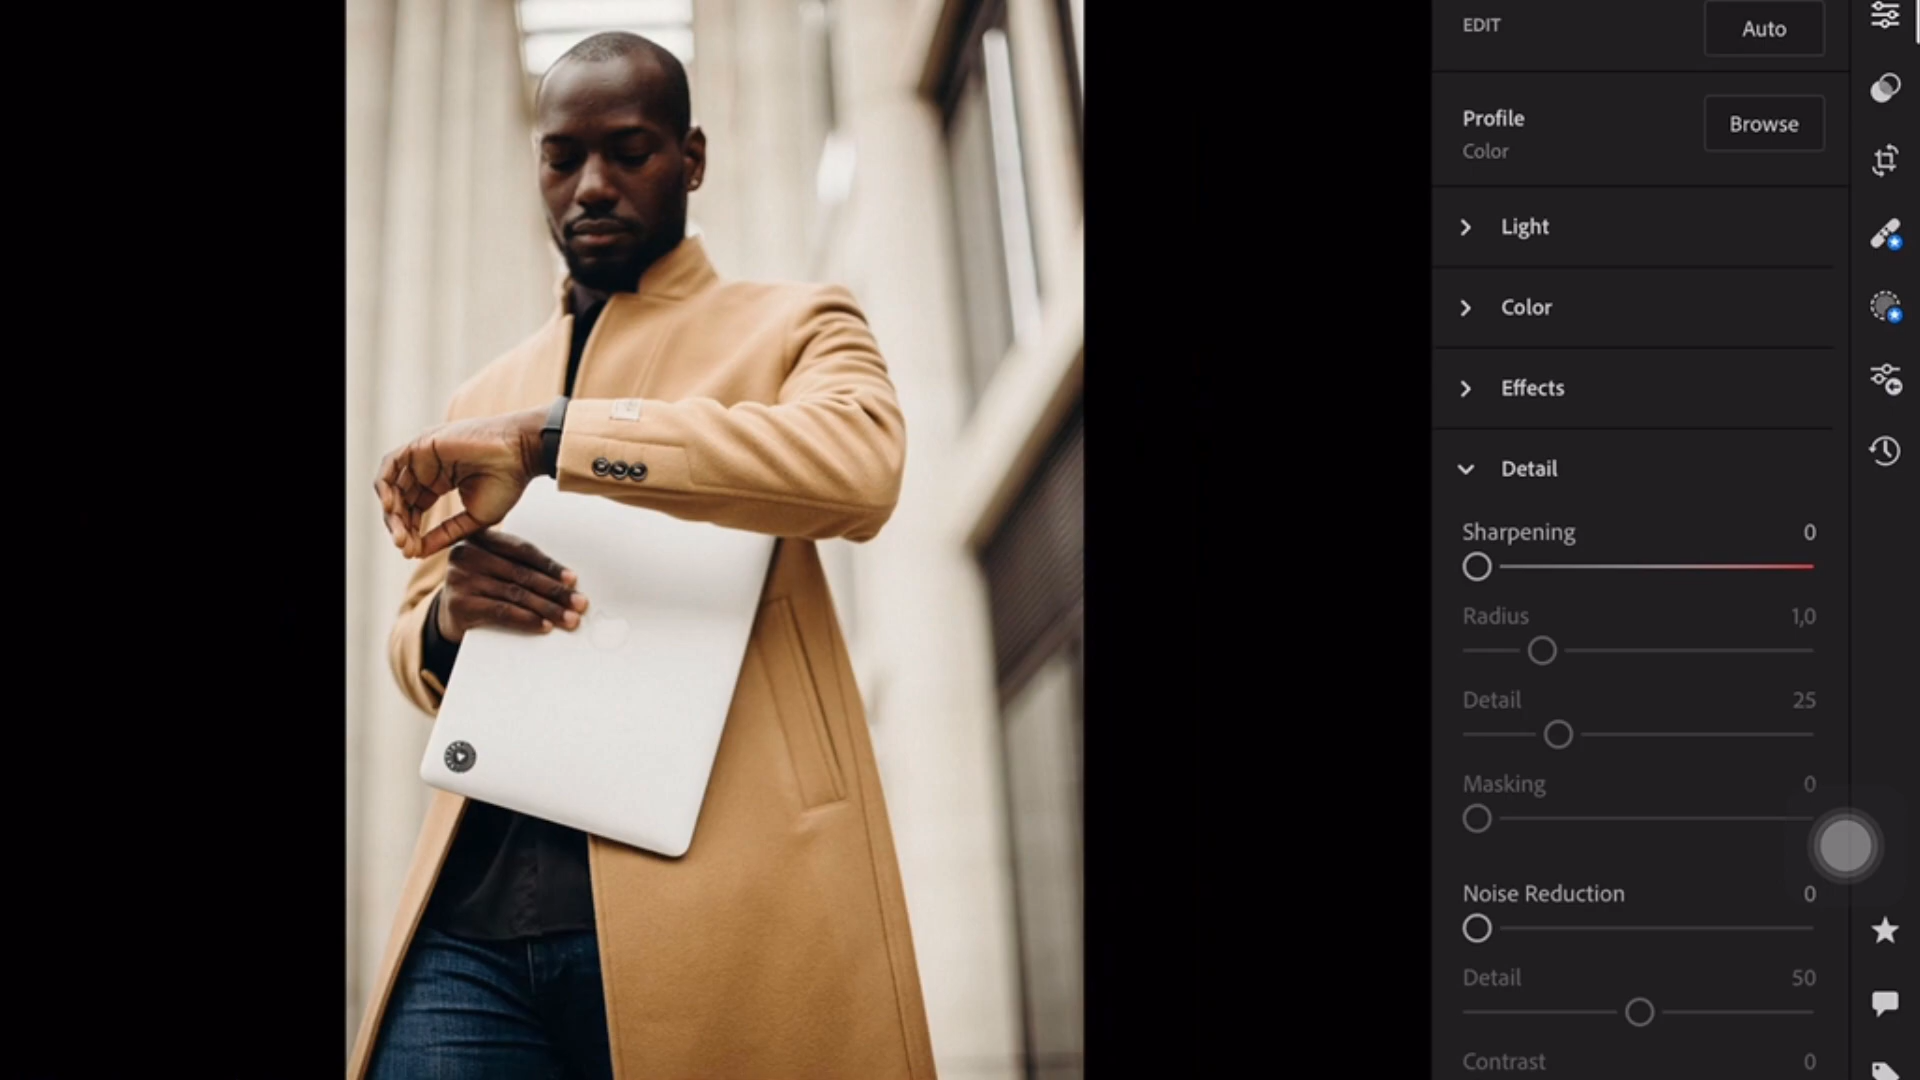 EDIT
Auto
Profile
Browse
Color
Light
Color
Effects
Detail
Sharpening 0
Radius 1,0
Detail 25
Masking 0
Noise Reduction 0
Detail 50
Contrast 0